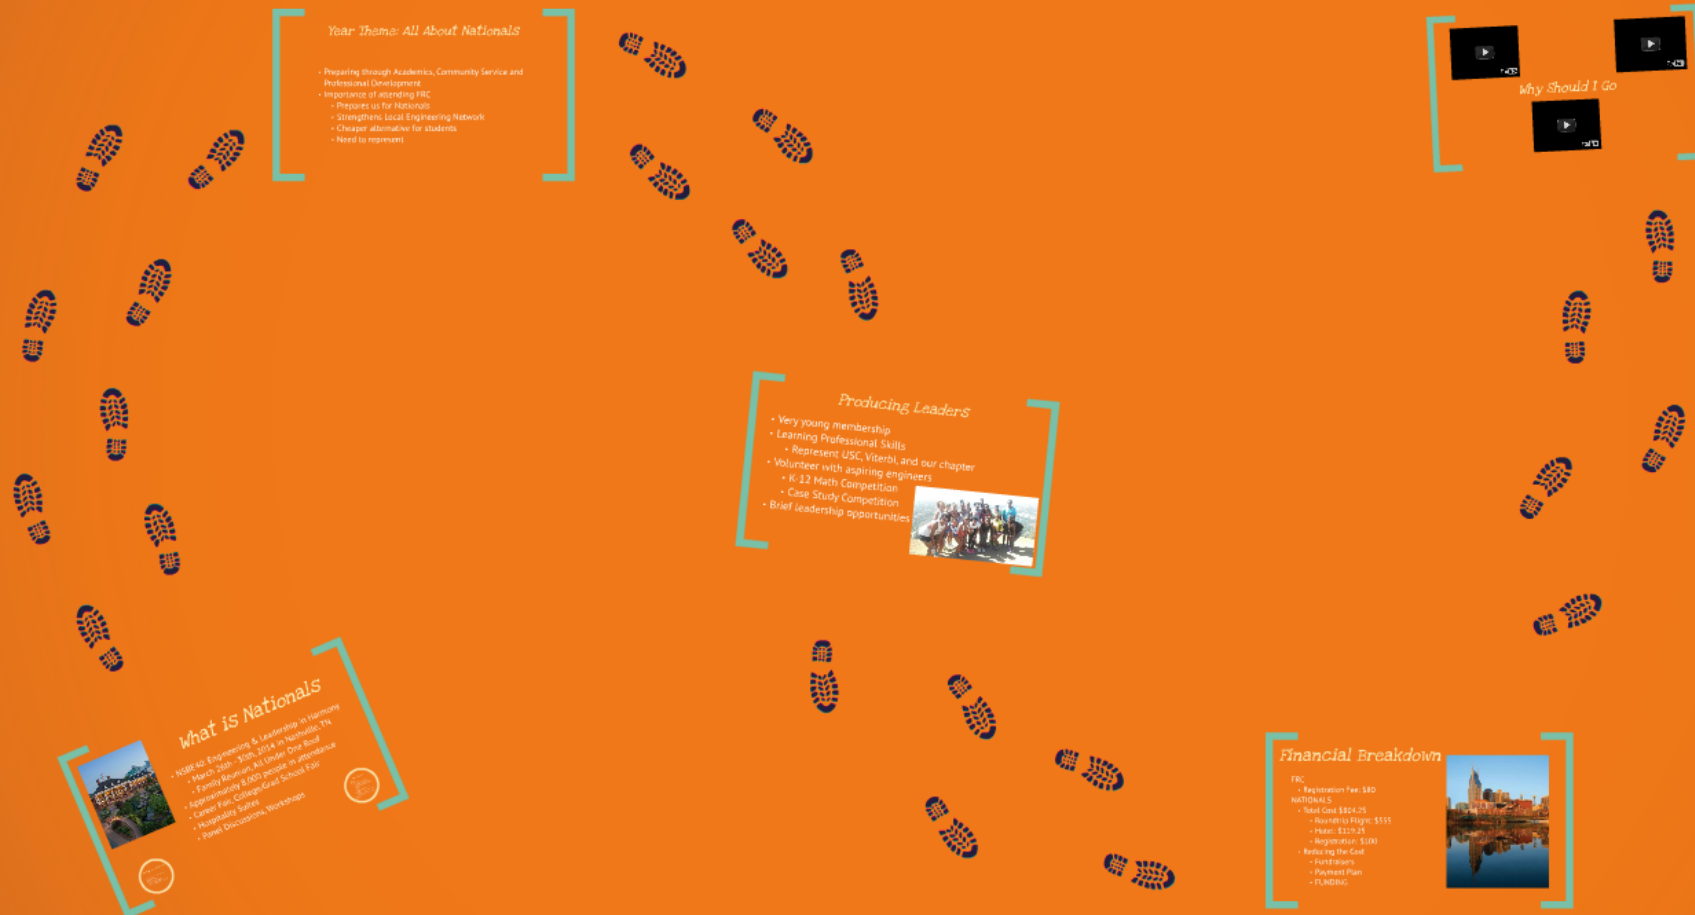 Year Theme: All About Nationals
• Preparing through Academics, Community Service and
Professional Development
• Importance of attending FRC
• Prepares us for Nationals
• Strengthens Local Engineering Network
• Cheaper alternative for students
• Need to represent
Why Should I Go
Producing Leaders
• Very young membership
• Learning Professional Skills
• Represent USC, Viterbi, and our chapter
• Volunteer with aspiring engineers
• K-12 Math Competition
• Case Study Competition
• Brief leadership opportunities
What is Nationals
• NSBE40: Engineering & Leadership in Harmony
• March 26th - 30th, 2014 in Nashville, TN
• Family Reunion, All Under One Roof
• Approximately 8,000 people in attendance
• Career Fair, College/Grad School Fair
• Hospitality Suites
• Panel Discussions, Workshops
Financial Breakdown
FRC
• Registration Fee: $80
NATIONALS
• Total Cost
• Roundtrip Flight:
• Hotel:
• Registration: $100
• Reducing the Cost
• Fundraisers
• Payment Plan
• FUNDING